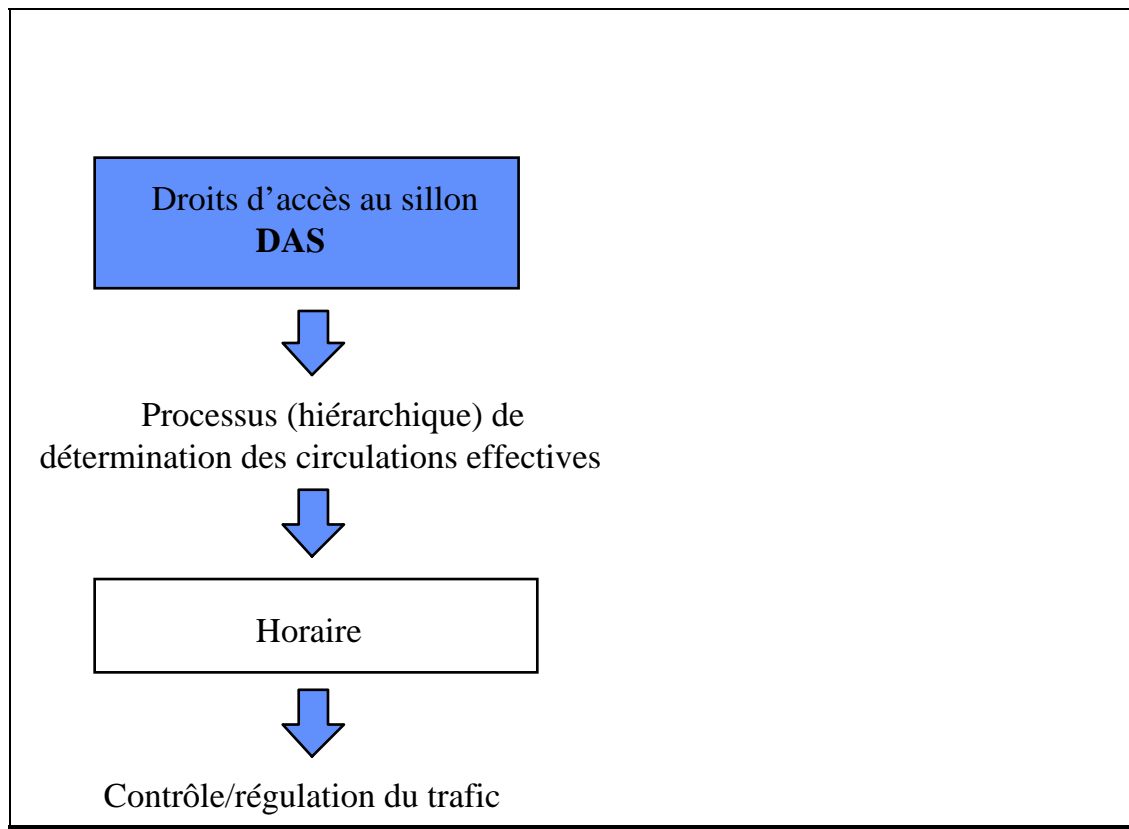 Droits d’accès au sillon
DAS
Processus (hiérarchique) de
détermination des circulations effectives
Horaire
Contrôle/régulation du trafic